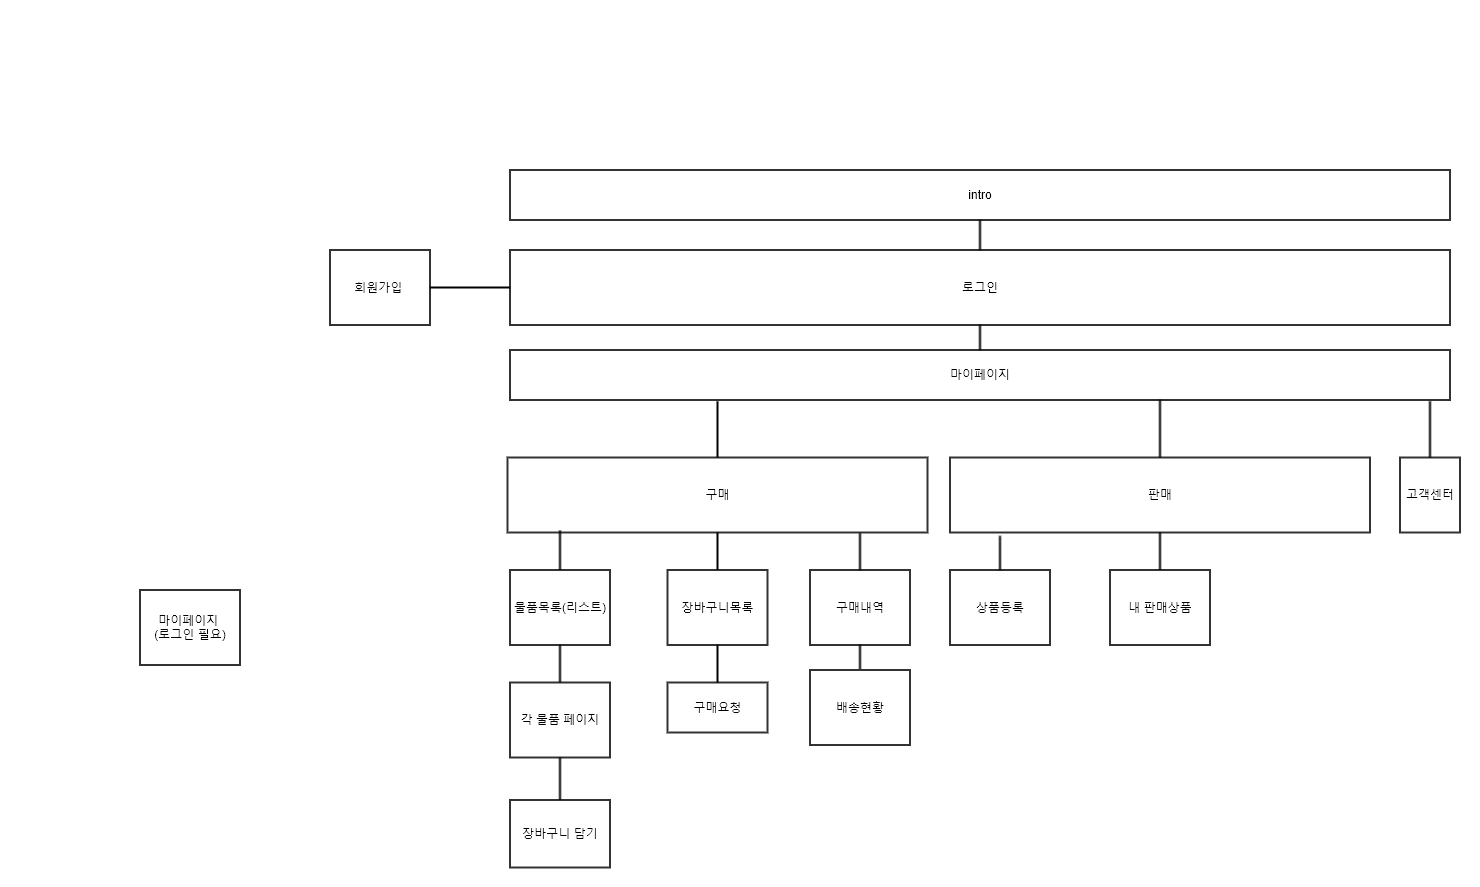 intro
회원가입
로그인
마이페이지
구매
판매
고객센터
물품목록(리스트)
장바구니목록
구매내역
상품등록
내 판매상품
마이페이지
(로그인 필요)
각 물품 페이지
구매요청
배송현황
장바구니 담기